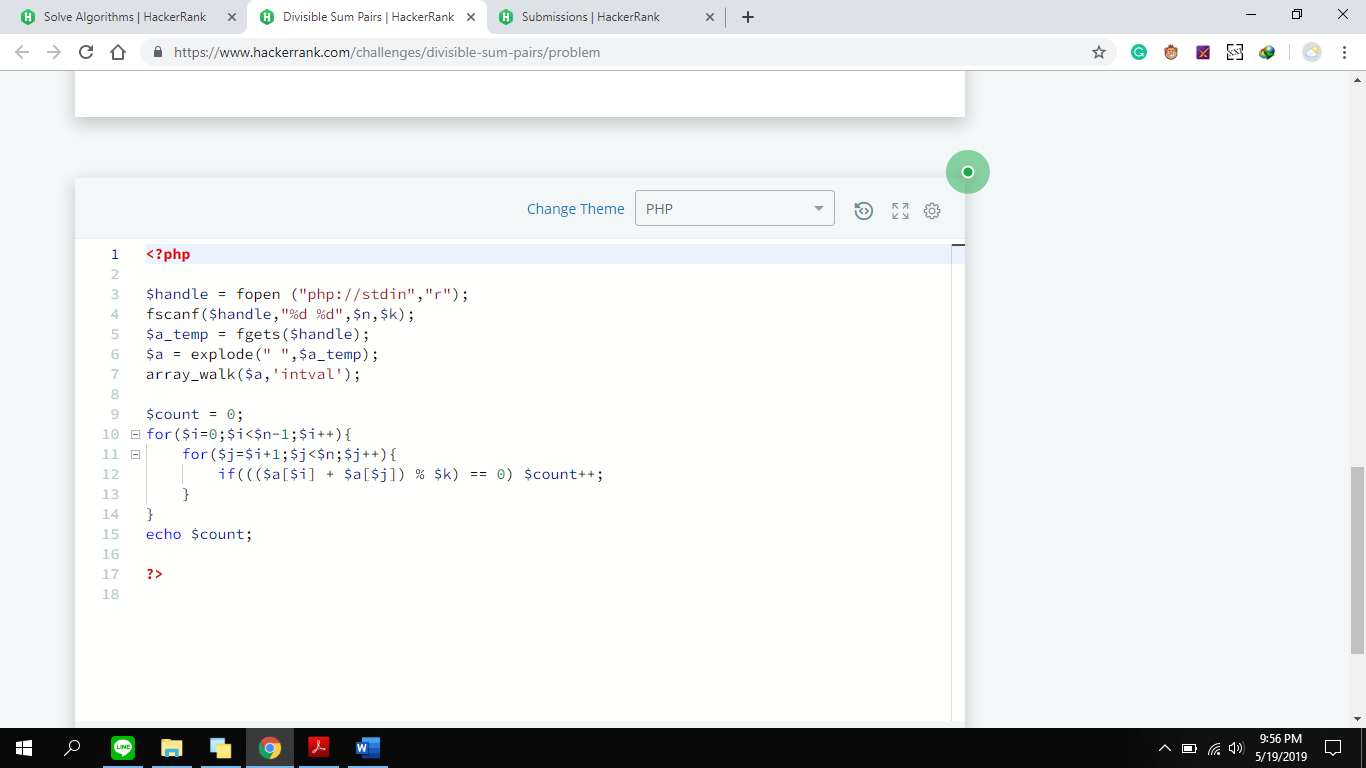 Solve Algorithms | HackerRank
Divisible Sum Pairs | HackerRank
Submissions | HackerRank
https://www.hackerrank.com/challenges/divisible-sum-pairs/problem
Change Theme
PHP
1 <?php
2
3 $handle = fopen ("php://stdin","r");
4 fscanf($handle,"%d %d",$n,$k);
5 $a_temp = fgets($handle);
6 $a = explode(" ",$a_temp);
7 array_walk($a,'intval');
8
9 $count = 0;
10 for($i=0;$i<$n-1;$i++){
11     for($j=$i+1;$j<$n;$j++){
12         if((($a[$i] + $a[$j]) % $k) == 0) $count++;
13     }
14 }
15 echo $count;
16
17 ?>
18
LINE
W
9:56 PM
5/19/2019